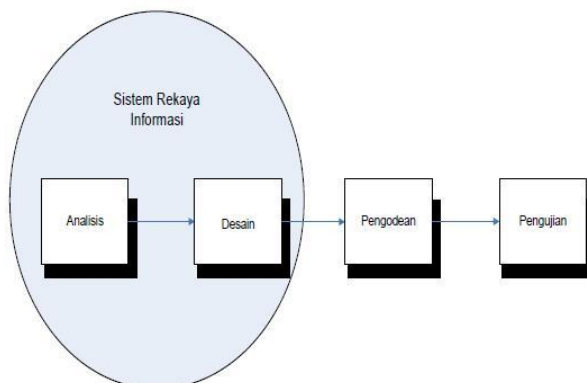 Sistem Rekaya
Informasi
Analisis
Desain
Pengodean
Pengujian